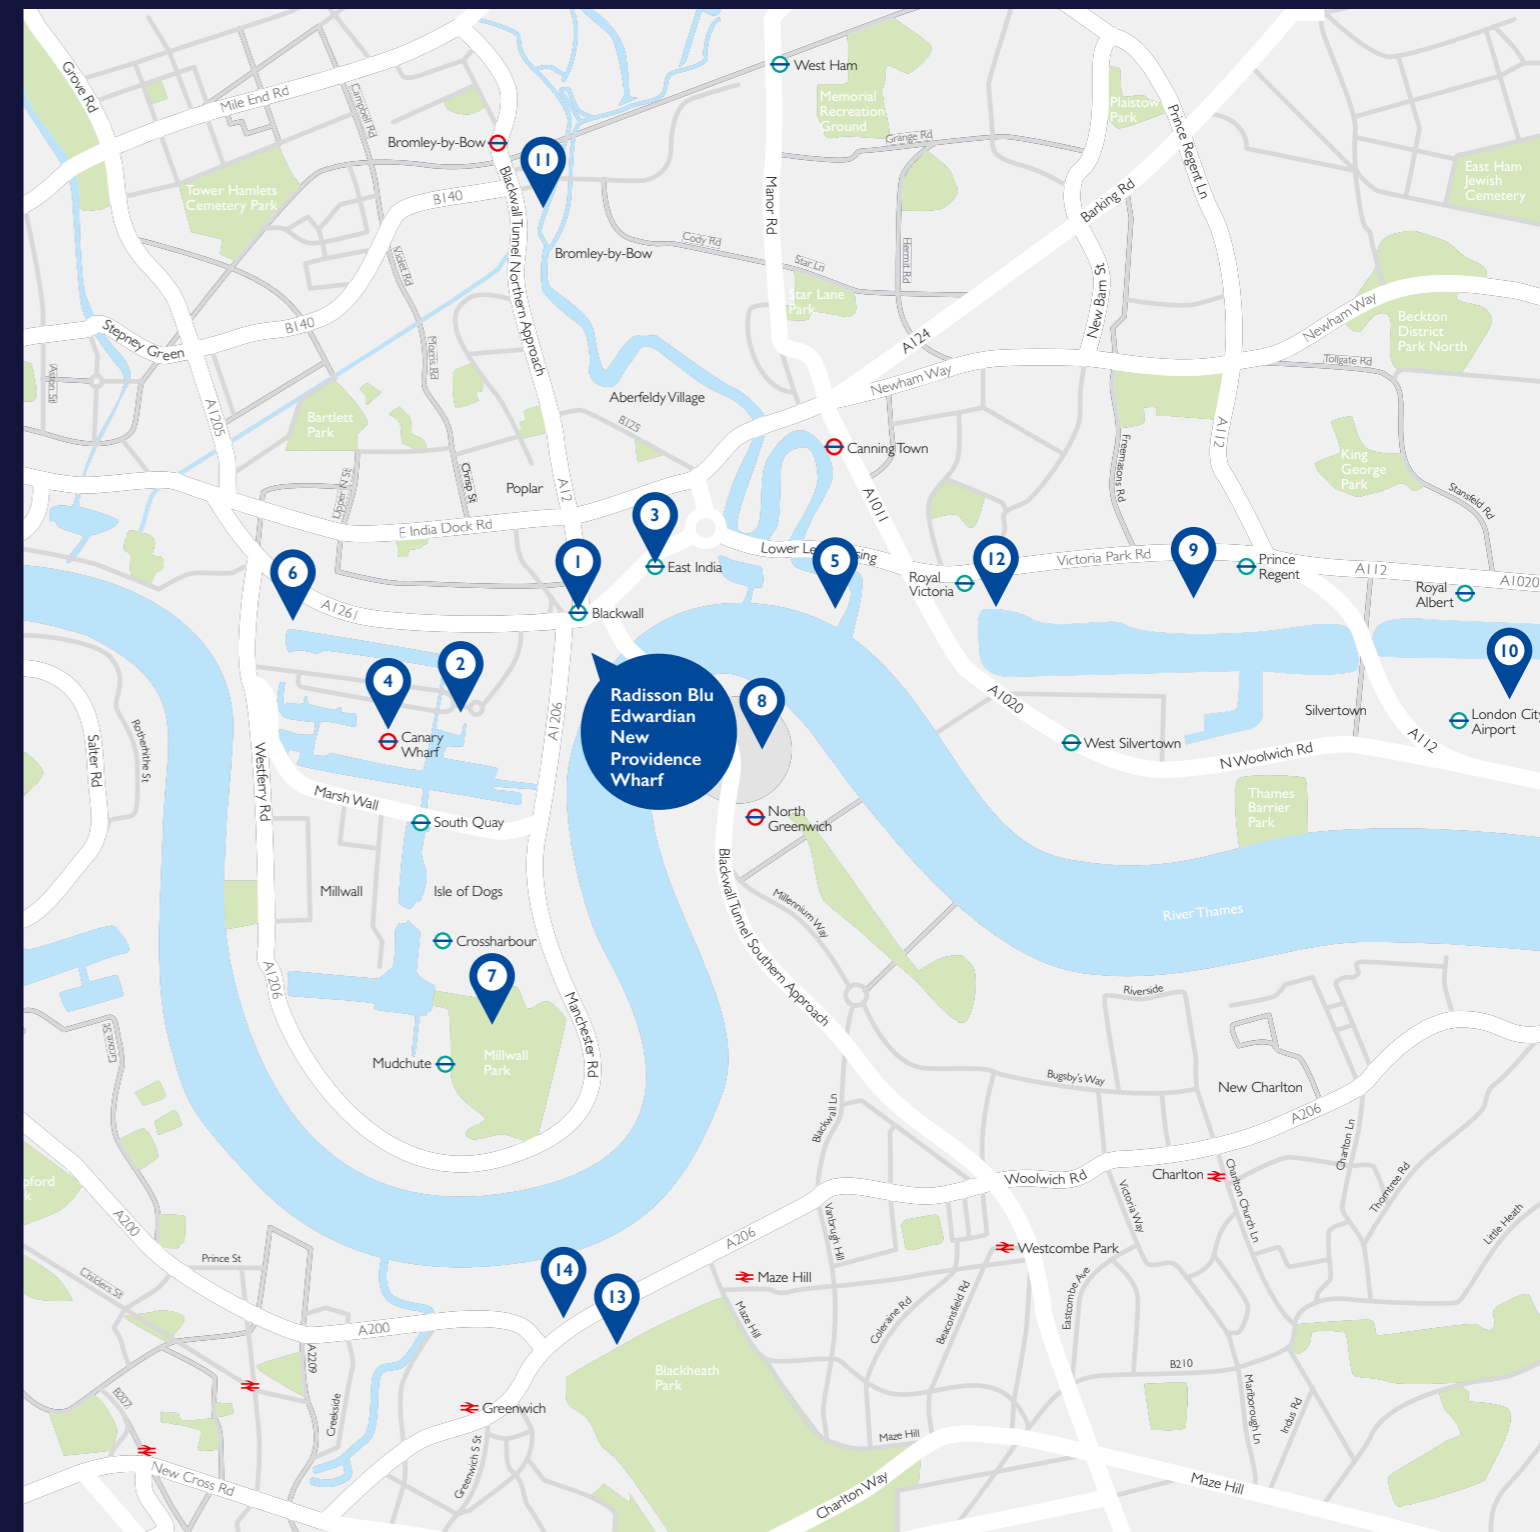 West Ham
Grove Rd
Mile End Rd
Campbell Rd
Memorial
Recreation
Ground
Plaistow
Park
Prince Regent Ln
Bromley-by-Bow
11
Grange Rd
East Ham
Jewish
Cemetery
Tower Hamlets
Cemetery Park
B140
Blackwall Tunnel Northern Approach
Manor Rd
Barking Rd
Bromley-by-Bow
Cody Rd
Star Ln
Hermit Rd
Violet Rd
New Barn St
Star Lane
Park
Newham Way
Beckton
District
Park North
B140
Stepney Green
A124
Morris Rd
Tollgate Rd
Aston St
Newham Way
Aberfeldy Village
A1205
Bartlett
Park
B125
A112
Canning Town
King
George
Park
Freemasons Rd
Chrisp St
Upper N St
Poplar
A12
Stansfeld Rd
A1011
3
E India Dock Rd
Lower Le
sing
1
5
12
9
Victoria Park Rd
East India
Prince
Regent
A112
A1020
6
Royal
Victoria
Royal
Albert
A1261
Blackwall
2
4
10
Radisson Blu
Edwardian
New
Providence
Wharf
8
A1020
Silvertown
London City
Airport
Rotherhithe St
A1206
Canary
Wharf
West Silvertown
A112
Salter Rd
Westferry Rd
N Woolwich Rd
Marsh Wall
South Quay
North
Greenwich
Thames
Barrier
Park
Millwall
Isle of Dogs
Blackwall Tunnel Southern Approach
Millennium Way
River Thames
Crossharbour
7
A1206
Riverside
Manchester Rd
Grove St
Mudchute
Millwall
Park
Bugsby's Way
New Charlton
A206
Blackwall Ln
Charlton Ln
Woolwich Rd
Charlton
Charlton Church Ln
Thorntree Rd
pford
k
A200
Victoria Way
Vanbrugh Hill
Little Heath
A206
Westcombe Park
Prince St
14
13
Maze Hill
Childers St
Eastcombe Ave
Beaconsfield Rd
Coleraine Rd
Maze Hill
A200
A2209
Blackheath
Park
B210
B207
Creekside
Marlborough Ln
Indus Rd
Greenwich
Maze Hill
Greenwich S St
New Cross Rd
Charlton Way
Maze Hill